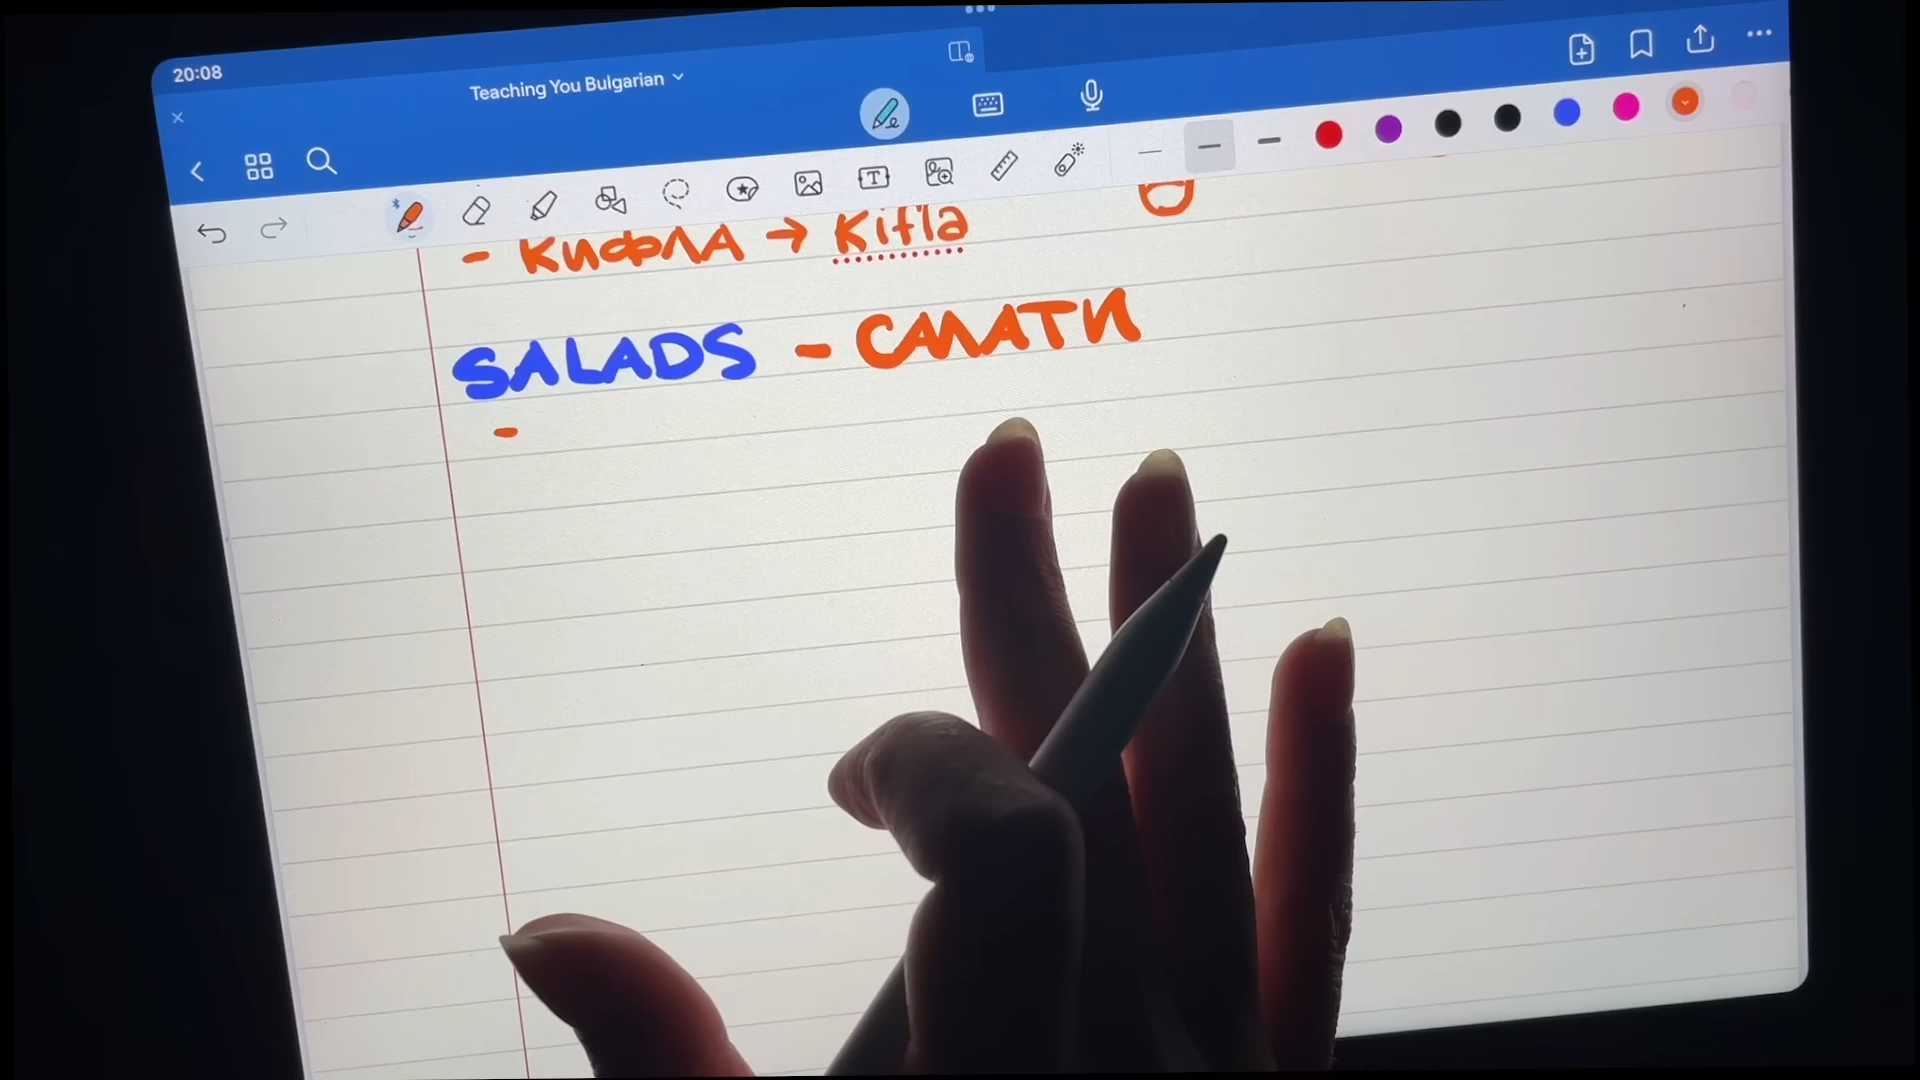 20:08
Teaching You Bulgarian
T
- КИФЛА → Kifla
SALADS - САЛАТИ
-